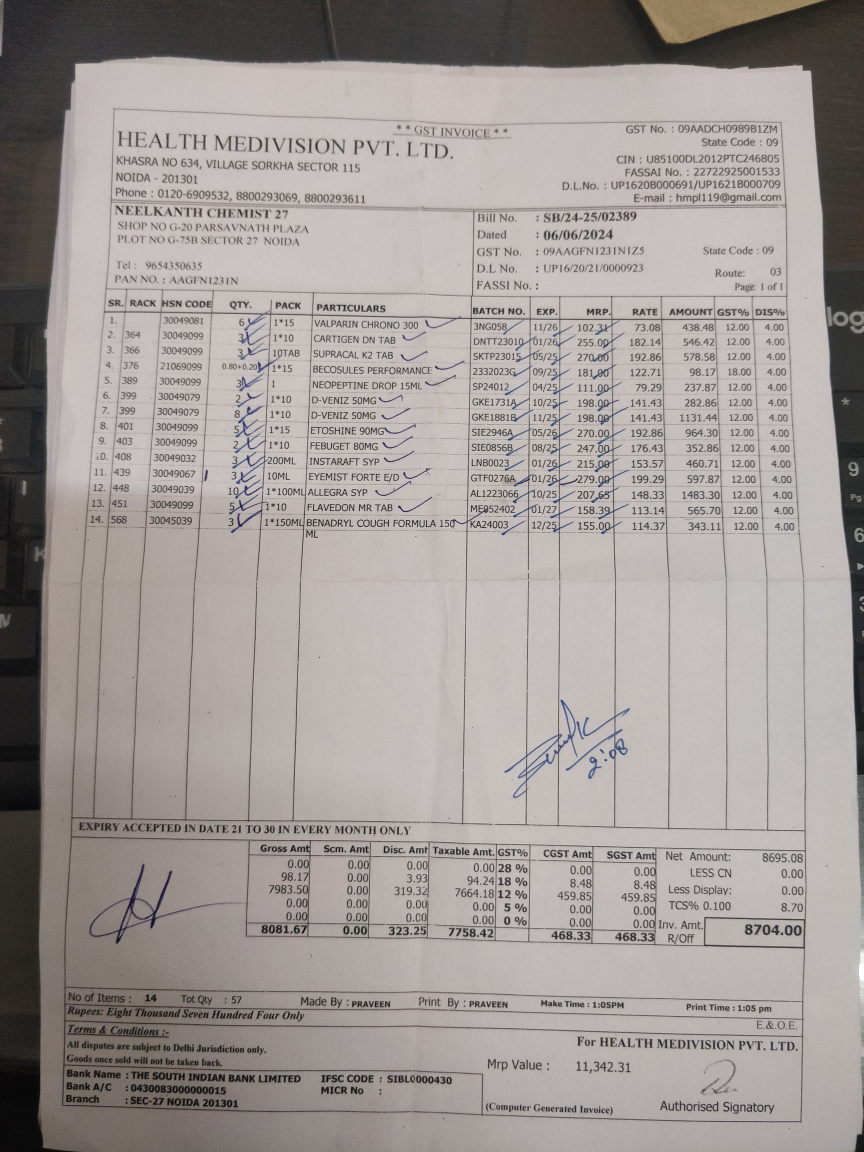 ** GST INVOICE **
HEALTH MEDIVISION PVT. LTD.
KHASRA NO 634, VILLAGE SORKHA SECTOR 115
NOIDA - 201301
Phone : 0120-6909532, 8800293069, 8800293611
GST No. : 09AADCH0989B1ZM
State Code : 09
CIN : U85100DL2012PTC246805
FASSAI No. : 22722925001533
D.L.No. : UP1620B000691/UP1621B000709
E-mail : hmpl119@gmail.com
NEELKANTH CHEMIST 27
SHOP NO G-20 PARSAVNATH PLAZA
PLOT NO G-75B SECTOR 27 NOIDA
Tel : 9654350635
PAN NO. : AAGFN1231N
Bill No. : SB/24-25/02389
Dated : 06/06/2024
GST No. : 09AAGFN1231N1Z5 State Code : 09
D.L No. : UP16/20/21/0000923
Route: 03
FASSI No. : Page: 1 of 1
SR. RACK HSN CODE QTY. PACK PARTICULARS BATCH NO. EXP. MRP. RATE AMOUNT GST% DIS%
1. 30049081 6 1*15 VALPARIN CHRONO 300 3NG058 11/26 102.31 73.08 438.48 12.00 4.00
2. 364 30049099 3 1*10 CARTIGEN DN TAB DNTT23010 01/26 255.00 182.14 546.42 12.00 4.00
3. 366 30049099 3 10TAB SUPRACAL K2 TAB SKTP23015 05/25 270.00 192.86 578.58 12.00 4.00
4. 376 21069099 0.80+0.20 1*15 BECOSULES PERFORMANCE 2332023G 09/25 181.00 122.71 98.17 18.00 4.00
5. 389 30049099 3 1 NEOPEPTINE DROP 15ML SP24012 04/25 111.00 79.29 237.87 12.00 4.00
6. 399 30049079 2 1*10 D-VENIZ 50MG GKE1731A 10/25 198.00 141.43 282.86 12.00 4.00
7. 399 30049079 8 1*10 D-VENIZ 50MG GKE1881B 11/25 198.00 141.43 1131.44 12.00 4.00
8. 401 30049099 5 1*15 ETOSHINE 90MG SIE2946A 05/26 270.00 192.86 964.30 12.00 4.00
9. 403 30049099 2 1*10 FEBUGET 80MG SIE0856B 08/25 247.00 176.43 352.86 12.00 4.00
10. 408 30049032 3 200ML INSTARAFT SYP LNB0023 01/26 215.00 153.57 460.71 12.00 4.00
11. 439 30049067 3 10ML EYEMIST FORTE E/D GTF0276A 01/26 279.00 199.29 597.87 12.00 4.00
12. 448 30049039 10 1*100ML ALLEGRA SYP AL1223066 10/25 207.65 148.33 1483.30 12.00 4.00
13. 451 30049099 5 1*10 FLAVEDON MR TAB ME052402 01/27 158.39 113.14 565.70 12.00 4.00
14. 568 30045039 3 1*150ML BENADRYL COUGH FORMULA 150 KA24003 12/25 155.00 114.37 343.11 12.00 4.00
ML
2:08
EXPIRY ACCEPTED IN DATE 21 TO 30 IN EVERY MONTH ONLY
Gross Amt Scm. Amt Disc. Amt Taxable Amt. GST% CGST Amt SGST Amt
0.00 0.00 0.00 0.00 28 % 0.00 0.00
98.17 0.00 3.93 94.24 18 % 8.48 8.48
7983.50 0.00 319.32 7664.18 12 % 459.85 459.85
0.00 0.00 0.00 0.00 5 % 0.00 0.00
0.00 0.00 0.00 0.00 0 % 0.00 0.00
8081.67 0.00 323.25 7758.42 468.33 468.33
Net Amount: 8695.08
LESS CN 0.00
Less Display: 0.00
TCS% 0.100 8.70
Inv. Amt. 8704.00
R/Off
No of Items : 14 Tot Qty : 57 Made By : PRAVEEN Print By : PRAVEEN Make Time : 1:05PM Print Time : 1:05 pm
Rupees: Eight Thousand Seven Hundred Four Only
E.& O.E.
Terms & Conditions :-
All disputes are subject to Delhi Jurisdiction only.
Goods once sold will not be taken back.
For HEALTH MEDIVISION PVT. LTD.
Mrp Value : 11,342.31
Bank Name : THE SOUTH INDIAN BANK LIMITED IFSC CODE : SIBL0000430
Bank A/C : 0430083000000015 MICR No :
Branch : SEC-27 NOIDA 201301
(Computer Generated Invoice)
Authorised Signatory